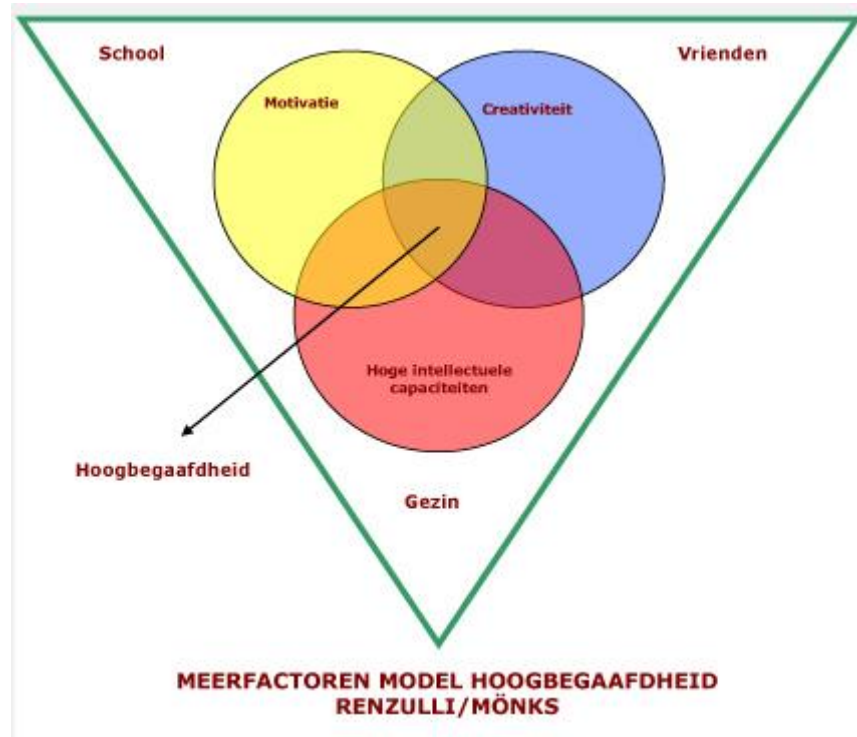 School
Vrienden
Motivatie
Creativiteit
Hoge intellectuele
capaciteiten
Hoogbegaafdheid
Gezin
MEERFACTOREN MODEL HOOGBEGAAFDHEID
RENZULLI/MÖNKS